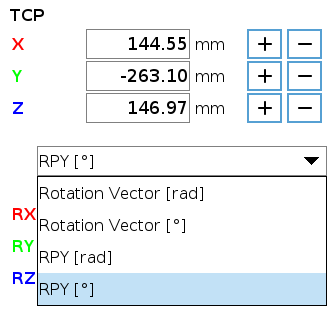 TCP
X 144.55 mm + −
Y -263.10 mm + −
Z 146.97 mm + −
RPY [°]
Rotation Vector [rad]
RX
Rotation Vector [°]
RY
RPY [rad]
RZ
RPY [°]